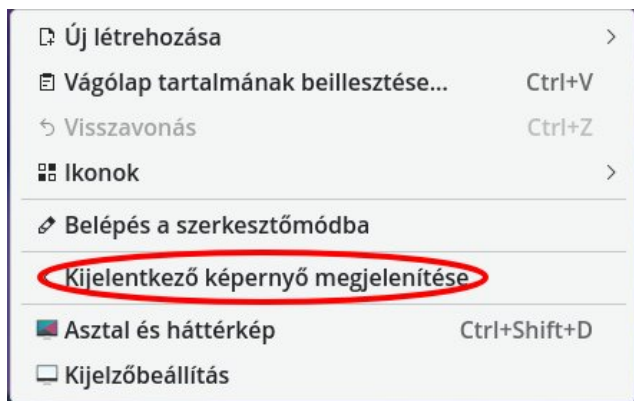 Új létrehozása
Vágólap tartalmának beillesztése... Ctrl+V
Visszavonás Ctrl+Z
Ikonok
Belépés a szerkesztőmódba
Kijelentkező képernyő megjelenítése
Asztal és háttérkép Ctrl+Shift+D
Kijelzőbeállítás